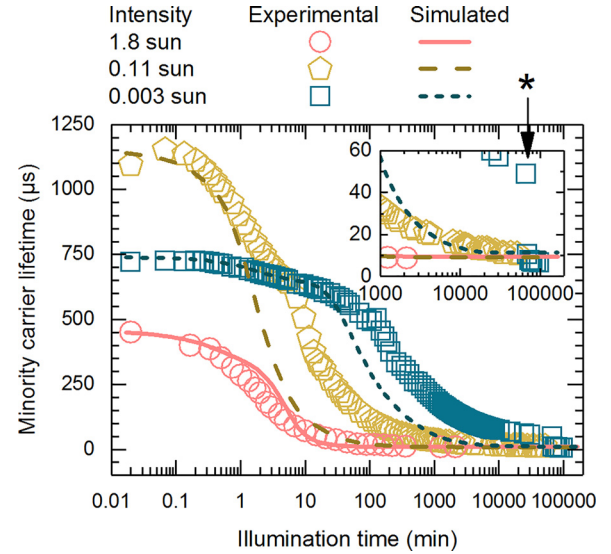 Intensity Experimental Simulated
1.8 sun
0.11 sun
0.003 sun
*
Minority carrier lifetime (µs)
1250
1000
750
500
250
0
60
40
20
0
1000 10000 100000
0.01 0.1 1 10 100 1000 10000 100000
Illumination time (min)